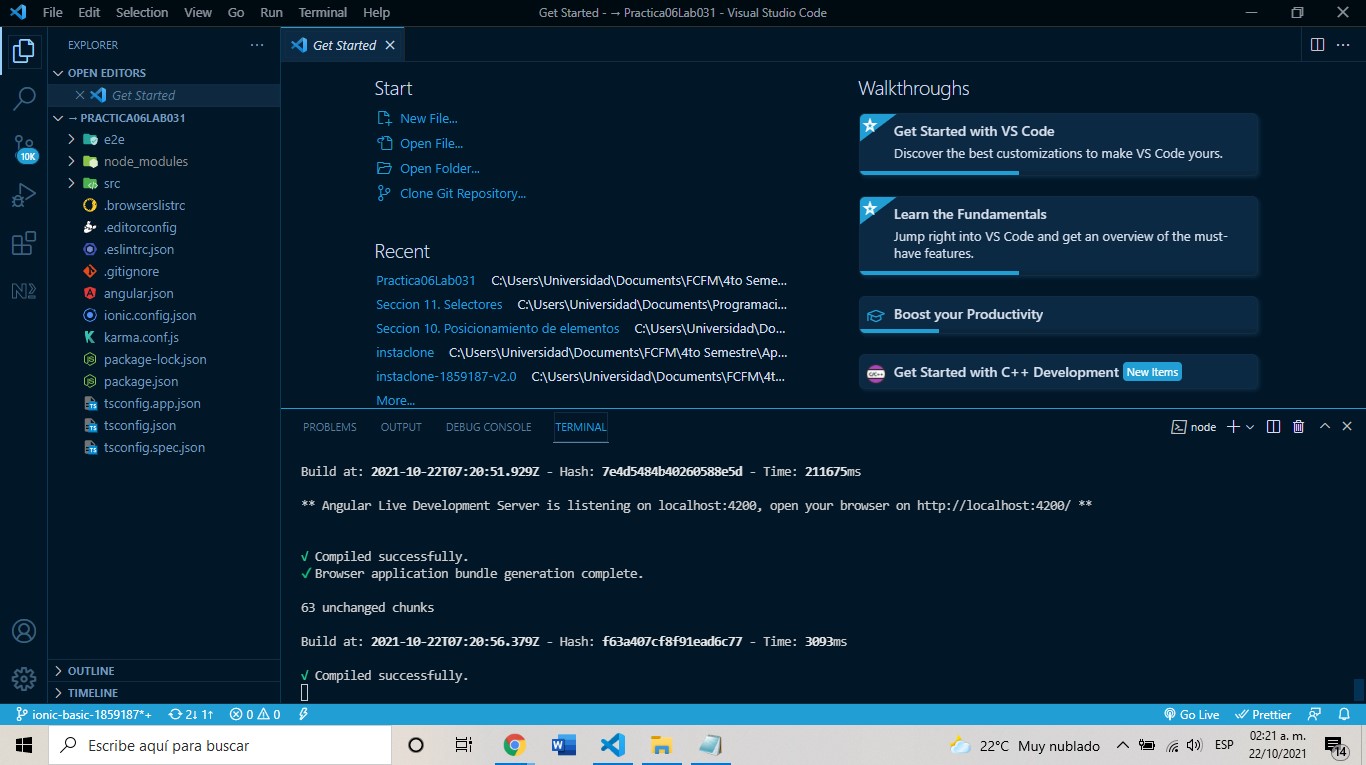 File Edit Selection View Go Run Terminal Help
Get Started - → Practica06Lab031 - Visual Studio Code
EXPLORER
OPEN EDITORS
Get Started
→ PRACTICA06LAB031
e2e
node_modules
src
.browserslistrc
.editorconfig
.eslintrc.json
.gitignore
angular.json
ionic.config.json
karma.conf.js
package-lock.json
package.json
tsconfig.app.json
tsconfig.json
tsconfig.spec.json
OUTLINE
TIMELINE
10K
Get Started
Start
New File...
Open File...
Open Folder...
Clone Git Repository...
Recent
Practica06Lab031 C:\Users\Universidad\Documents\FCFM\4to Seme...
Seccion 11. Selectores C:\Users\Universidad\Documents\Programaci...
Seccion 10. Posicionamiento de elementos C:\Users\Universidad\Do...
instaclone C:\Users\Universidad\Documents\FCFM\4to Semestre\Ap...
instaclone-1859187-v2.0 C:\Users\Universidad\Documents\FCFM\4t...
More...
Walkthroughs
Get Started with VS Code
Discover the best customizations to make VS Code yours.
Learn the Fundamentals
Jump right into VS Code and get an overview of the must-
have features.
Boost your Productivity
C/C++ Get Started with C++ Development New Items
PROBLEMS OUTPUT DEBUG CONSOLE TERMINAL
node
Build at: 2021-10-22T07:20:51.929Z - Hash: 7e4d5484b40260588e5d - Time: 211675ms
** Angular Live Development Server is listening on localhost:4200, open your browser on http://localhost:4200/ **
√ Compiled successfully.
√ Browser application bundle generation complete.
63 unchanged chunks
Build at: 2021-10-22T07:20:56.379Z - Hash: f63a407cf8f91ead6c77 - Time: 3093ms
√ Compiled successfully.
ionic-basic-1859187*+ 2↓ 1↑ 0 0
Go Live Prettier
Escribe aquí para buscar
22°C Muy nublado
ESP
02:21 a. m.
22/10/2021
14